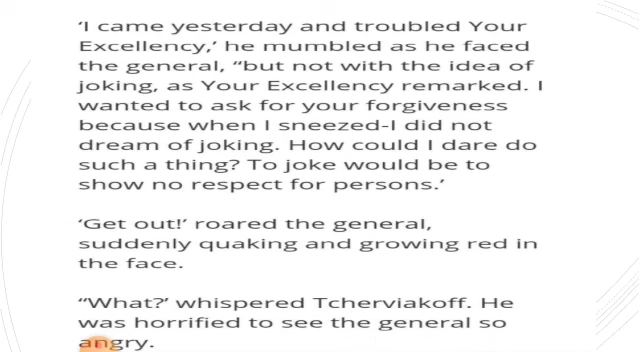 ‘I came yesterday and troubled Your
Excellency,’ he mumbled as he faced
the general, “but not with the idea of
joking, as Your Excellency remarked. I
wanted to ask for your forgiveness
because when I sneezed-I did not
dream of joking. How could I dare do
such a thing? To joke would be to
show no respect for persons.’
‘Get out!’ roared the general,
suddenly quaking and growing red in
the face.
“What?’ whispered Tcherviakoff. He
was horrified to see the general so
angry.